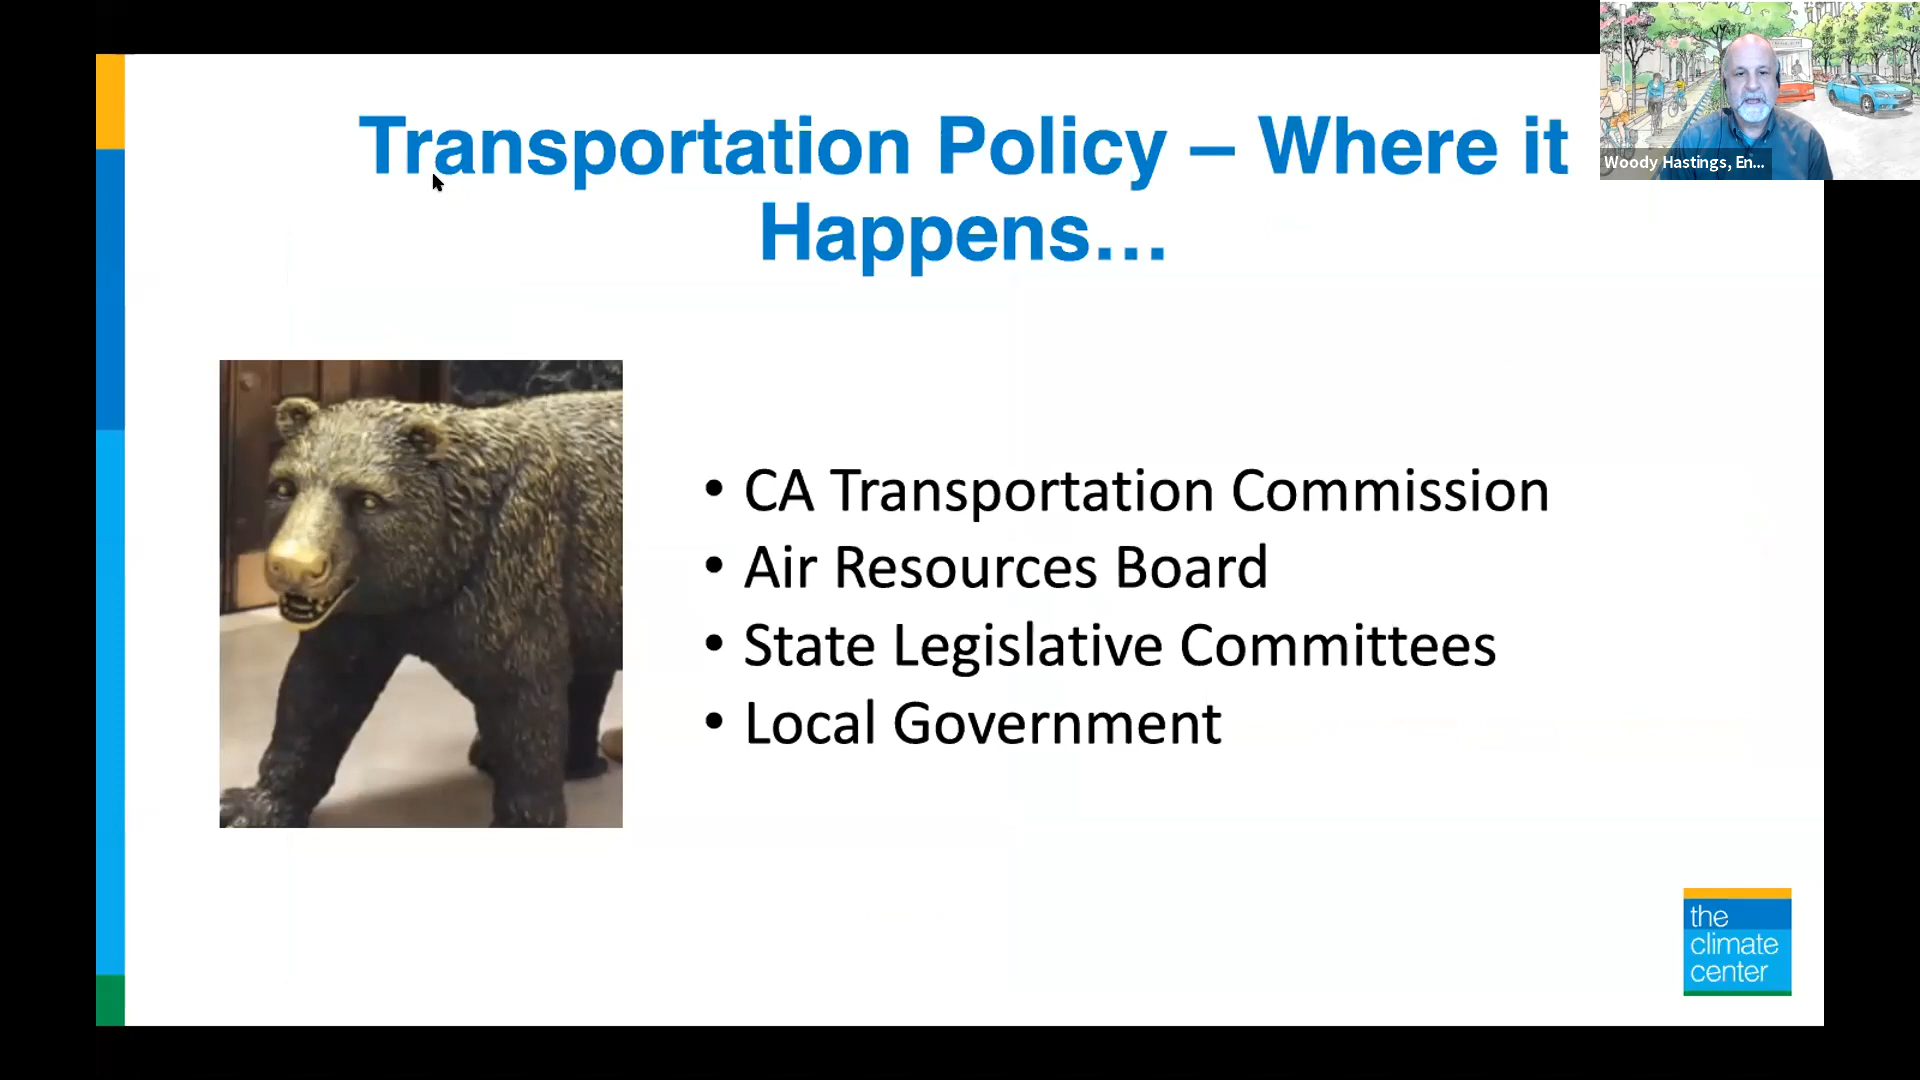 Transportation Policy – Where it
Happens…
Woody Hastings, En...
• CA Transportation Commission
• Air Resources Board
• State Legislative Committees
• Local Government
the
climate
center